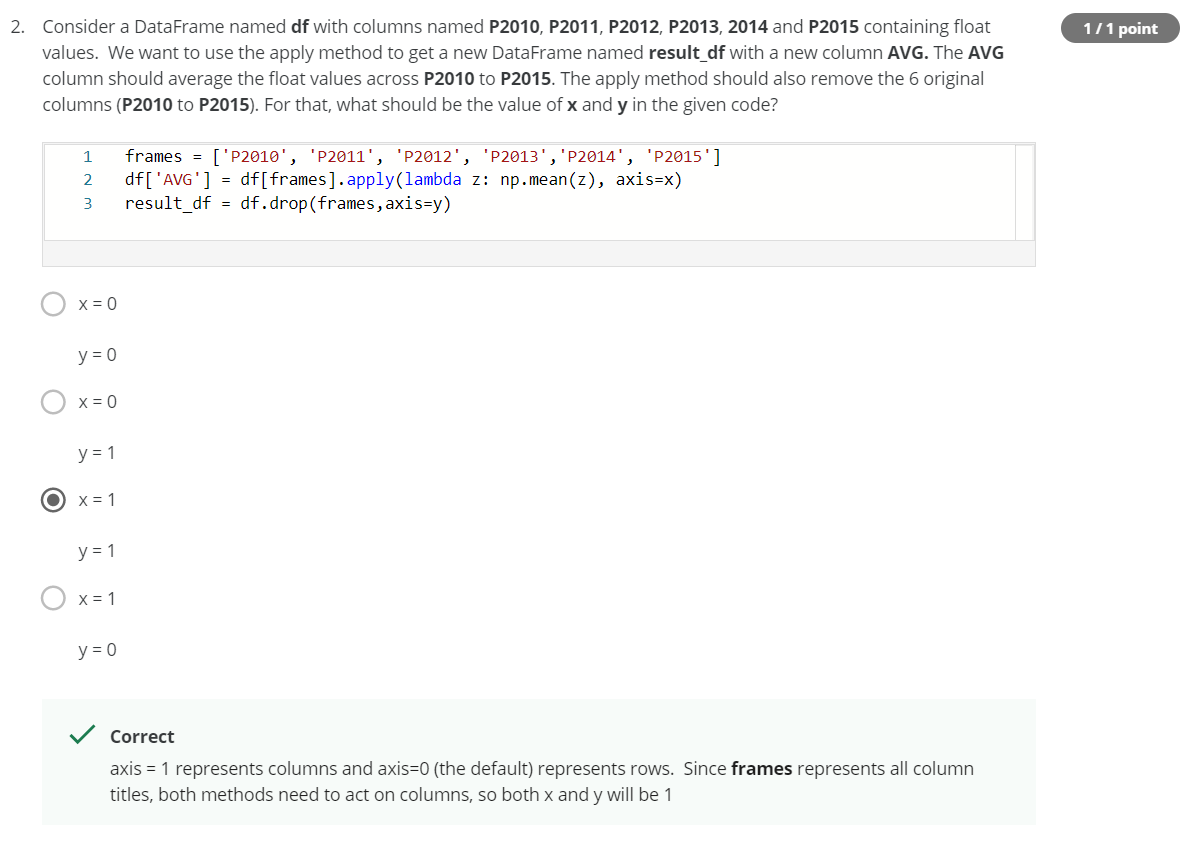 2. Consider a DataFrame named df with columns named P2010, P2011, P2012, P2013, 2014 and P2015 containing float
1 / 1 point
values.  We want to use the apply method to get a new DataFrame named result_df with a new column AVG. The AVG
column should average the float values across P2010 to P2015. The apply method should also remove the 6 original
columns (P2010 to P2015). For that, what should be the value of x and y in the given code?
1 frames = ['P2010', 'P2011', 'P2012', 'P2013','P2014', 'P2015']
2 df['AVG'] = df[frames].apply(lambda z: np.mean(z), axis=x)
3 result_df = df.drop(frames,axis=y)
x = 0
y = 0
x = 0
y = 1
x = 1
y = 1
x = 1
y = 0
Correct
axis = 1 represents columns and axis=0 (the default) represents rows.  Since frames represents all column
titles, both methods need to act on columns, so both x and y will be 1